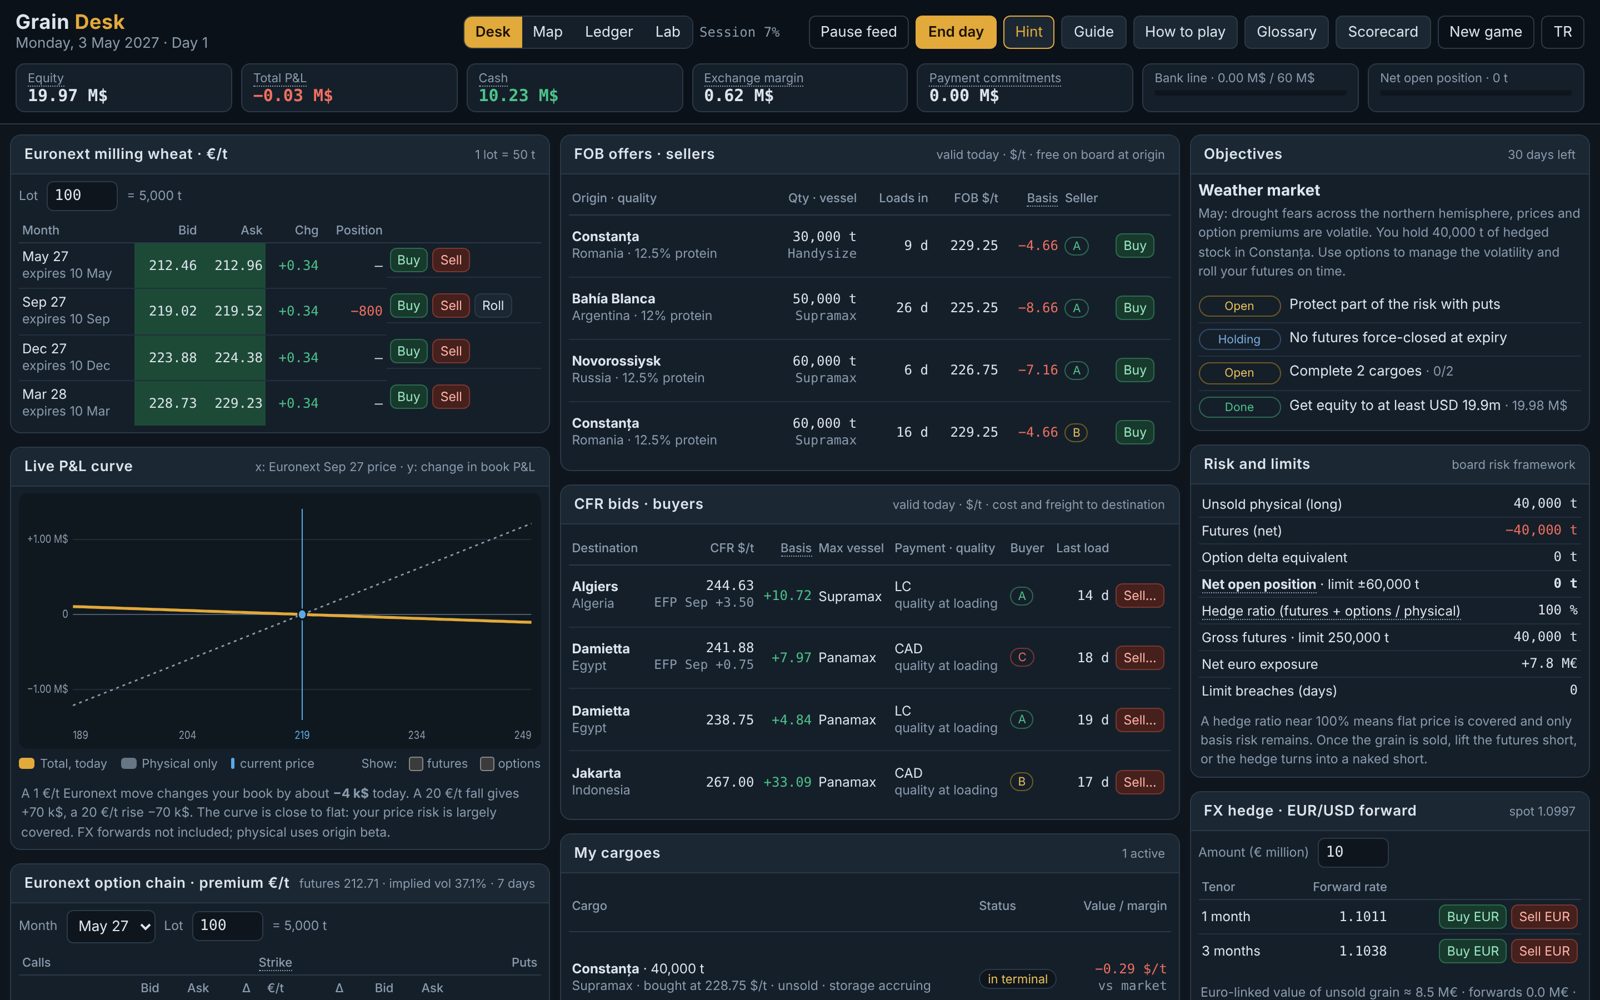 Grain Desk
Monday, 3 May 2027 · Day 1
Desk Map Ledger Lab Session 7% Pause feed End day Hint Guide How to play Glossary Scorecard New game TR
Equity
19.97 M$
Total P&L
−0.03 M$
Cash
10.23 M$
Exchange margin
0.62 M$
Payment commitments
0.00 M$
Bank line · 0.00 M$ / 60 M$
Net open position · 0 t
Euronext milling wheat · €/t 1 lot = 50 t
Lot 100 = 5,000 t
Month Bid Ask Chg Position
May 27 212.46 212.96 +0.34 – Buy Sell
expires 10 May
Sep 27 219.02 219.52 +0.34 −800 Buy Sell Roll
expires 10 Sep
Dec 27 223.88 224.38 +0.34 – Buy Sell
expires 10 Dec
Mar 28 228.73 229.23 +0.34 – Buy Sell
expires 10 Mar
Live P&L curve x: Euronext Sep 27 price · y: change in book P&L
+1.00 M$
0
−1.00 M$
189 204 219 234 249
Total, today Physical only current price Show: futures options
A 1 €/t Euronext move changes your book by about −4 k$ today. A 20 €/t fall gives
+70 k$, a 20 €/t rise −70 k$. The curve is close to flat: your price risk is largely
covered. FX forwards not included; physical uses origin beta.
Euronext option chain · premium €/t futures 212.71 · implied vol 37.1% · 7 days
Month May 27 Lot 100 = 5,000 t
Calls Strike Puts
Bid Ask Δ €/t Δ Bid Ask
FOB offers · sellers valid today · $/t · free on board at origin
Origin · quality Qty · vessel Loads in FOB $/t Basis Seller
Constanța 30,000 t 9 d 229.25 −4.66 A Buy
Romania · 12.5% protein Handysize
Bahía Blanca 50,000 t 26 d 225.25 −8.66 A Buy
Argentina · 12% protein Supramax
Novorossiysk 60,000 t 6 d 226.75 −7.16 A Buy
Russia · 12.5% protein Supramax
Constanța 60,000 t 16 d 229.25 −4.66 B Buy
Romania · 12.5% protein Supramax
CFR bids · buyers valid today · $/t · cost and freight to destination
Destination CFR $/t Basis Max vessel Payment · quality Buyer Last load
Algiers 244.63 +10.72 Supramax LC A 14 d Sell...
Algeria EFP Sep +3.50 quality at loading
Damietta 241.88 +7.97 Panamax CAD C 18 d Sell...
Egypt EFP Sep +0.75 quality at loading
Damietta 238.75 +4.84 Panamax LC A 19 d Sell...
Egypt quality at loading
Jakarta 267.00 +33.09 Panamax CAD B 17 d Sell...
Indonesia quality at loading
My cargoes 1 active
Cargo Status Value / margin
Constanța · 40,000 t in terminal −0.29 $/t
Supramax · bought at 228.75 $/t · unsold · storage accruing vs market
Objectives 30 days left
Weather market
May: drought fears across the northern hemisphere, prices and
option premiums are volatile. You hold 40,000 t of hedged
stock in Constanța. Use options to manage the volatility and
roll your futures on time.
Open Protect part of the risk with puts
Holding No futures force-closed at expiry
Open Complete 2 cargoes · 0/2
Done Get equity to at least USD 19.9m · 19.98 M$
Risk and limits board risk framework
Unsold physical (long) 40,000 t
Futures (net) −40,000 t
Option delta equivalent 0 t
Net open position · limit ±60,000 t 0 t
Hedge ratio (futures + options / physical) 100 %
Gross futures · limit 250,000 t 40,000 t
Net euro exposure +7.8 M€
Limit breaches (days) 0
A hedge ratio near 100% means flat price is covered and only
basis risk remains. Once the grain is sold, lift the futures short,
or the hedge turns into a naked short.
FX hedge · EUR/USD forward spot 1.0997
Amount (€ million) 10
Tenor Forward rate
1 month 1.1011 Buy EUR Sell EUR
3 months 1.1038 Buy EUR Sell EUR
Euro-linked value of unsold grain ≈ 8.5 M€ · forwards 0.0 M€ ·